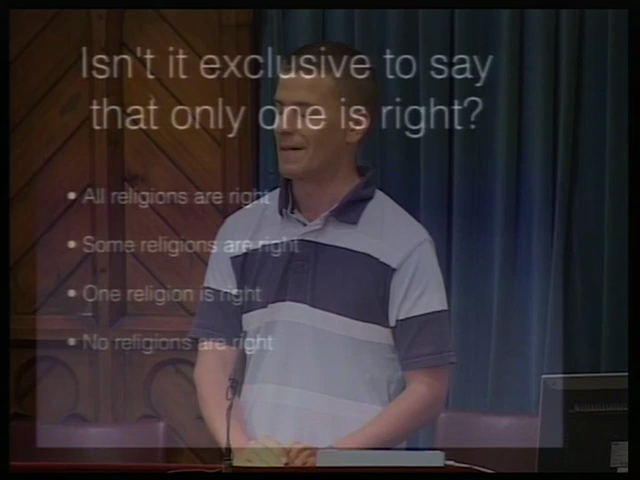 Isn't it exclusive to say
that only one is right?
• All religions are right
• Some religions are right
• One religion is right
• No religions are right